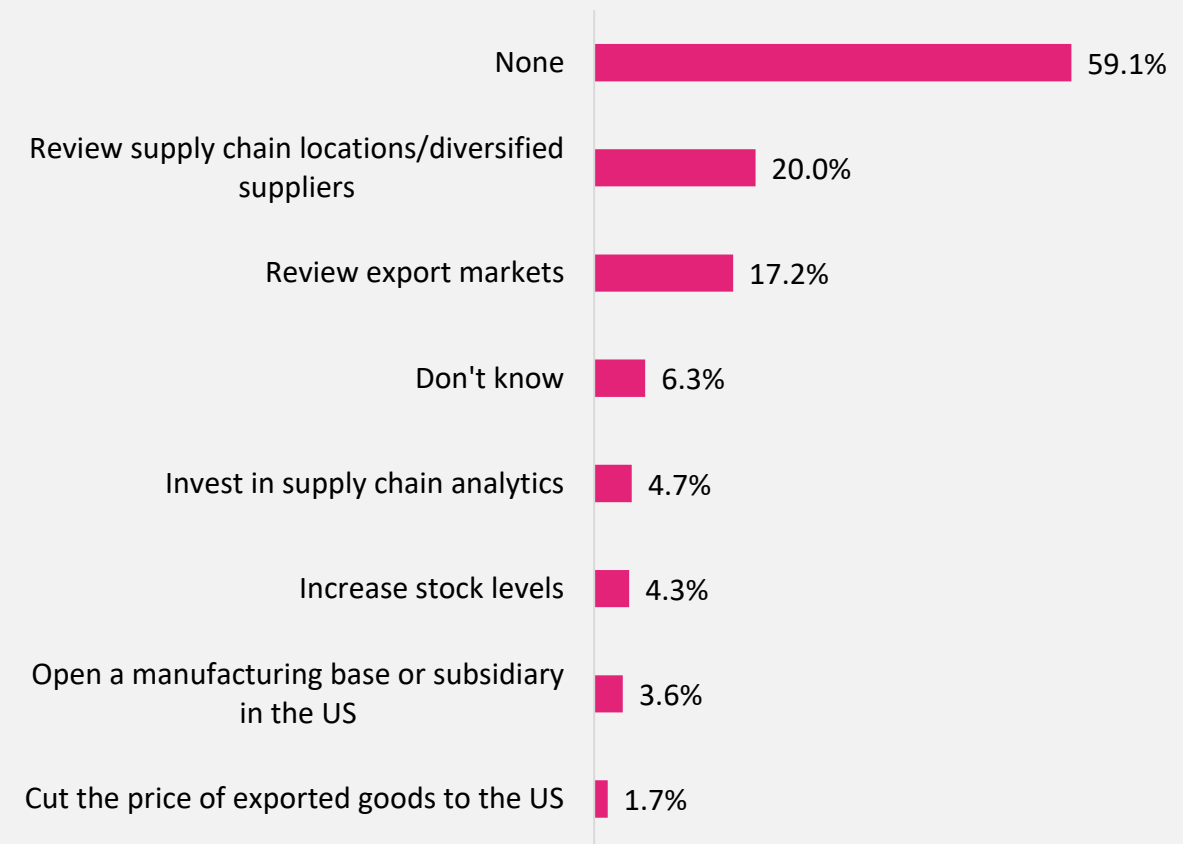 None
59.1%
Review supply chain locations/diversified
suppliers
20.0%
Review export markets
17.2%
Don't know
6.3%
Invest in supply chain analytics
4.7%
Increase stock levels
4.3%
Open a manufacturing base or subsidiary
in the US
3.6%
Cut the price of exported goods to the US
1.7%